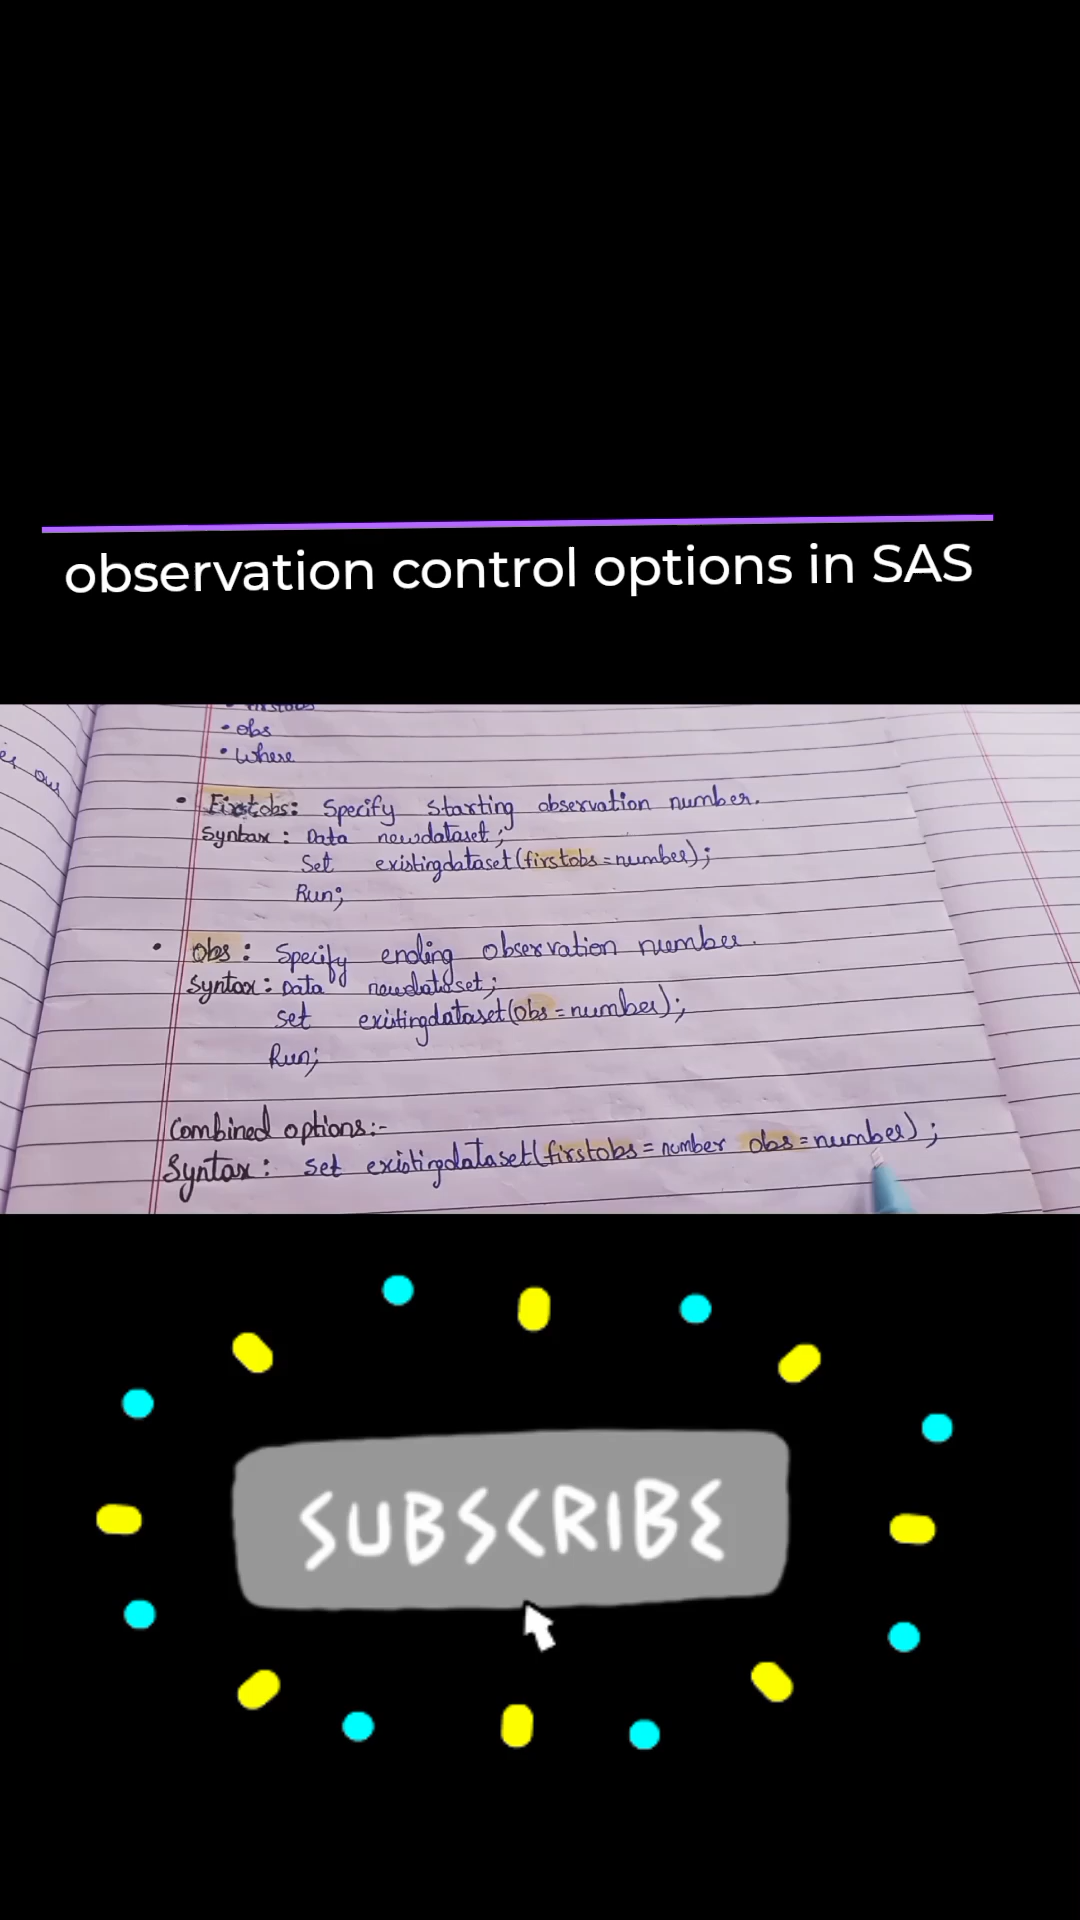 observation control options in SAS
• obs
• Where
• Firstobs: Specify starting observation number.
Syntax: Data newdataset;
Set existingdataset(firstobs=number);
Run;
• Obs: Specify ending observation number.
Syntax: Data newdataset;
set existingdataset(obs=number);
Run;
Combined options:-
Syntax: set existingdataset(firstobs=number obs=number);
SUBSCRIBE